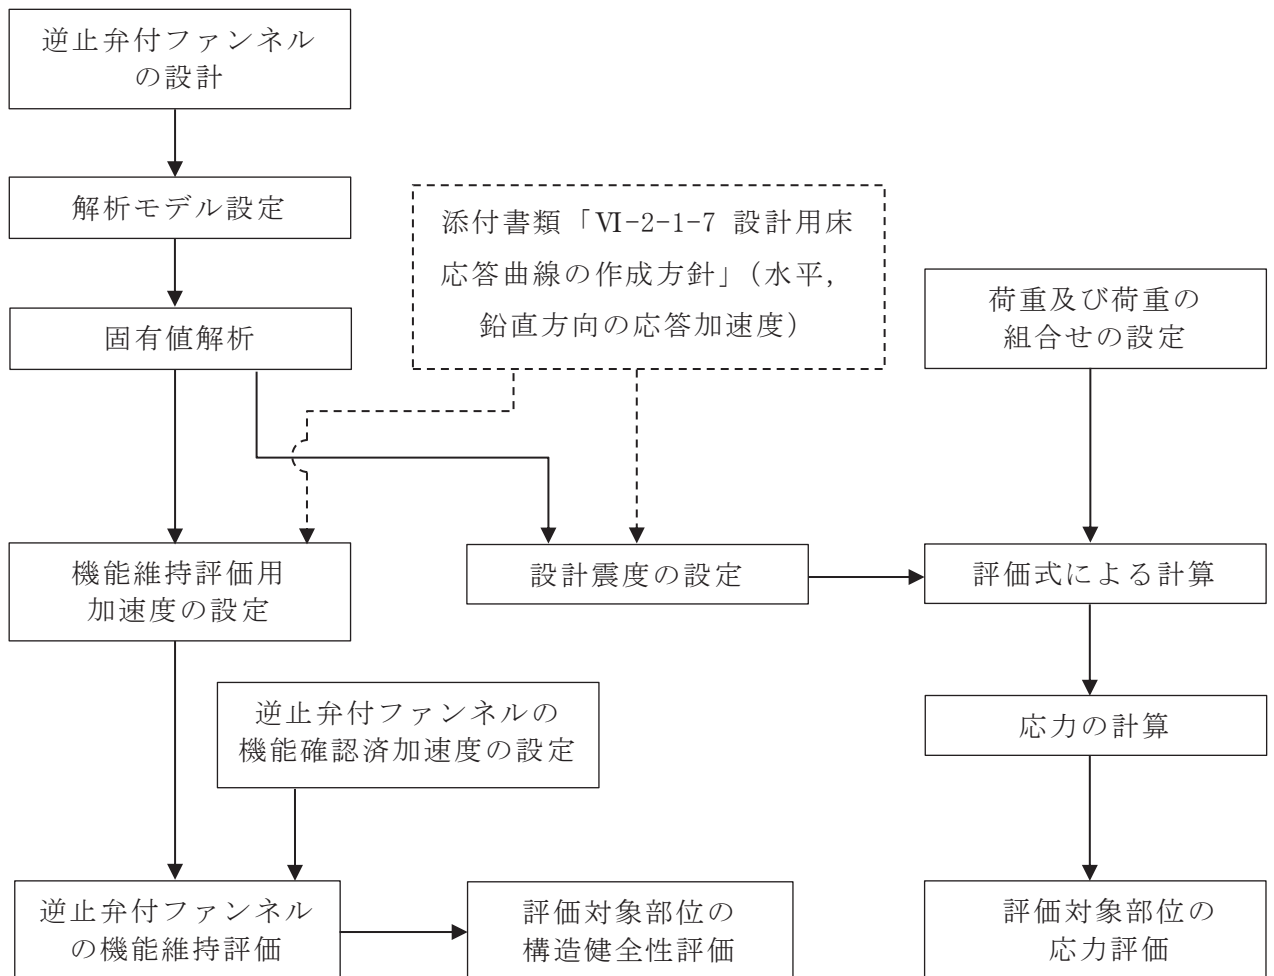 逆止弁付ファンネル
の設計
解析モデル設定
添付書類「Ⅵ-2-1-7 設計用床
応答曲線の作成方針」（水平，
鉛直方向の応答加速度）
固有値解析
荷重及び荷重の
組合せの設定
機能維持評価用
加速度の設定
設計震度の設定
評価式による計算
逆止弁付ファンネルの
機能確認済加速度の設定
応力の計算
逆止弁付ファンネル
の機能維持評価
評価対象部位の
構造健全性評価
評価対象部位の
応力評価